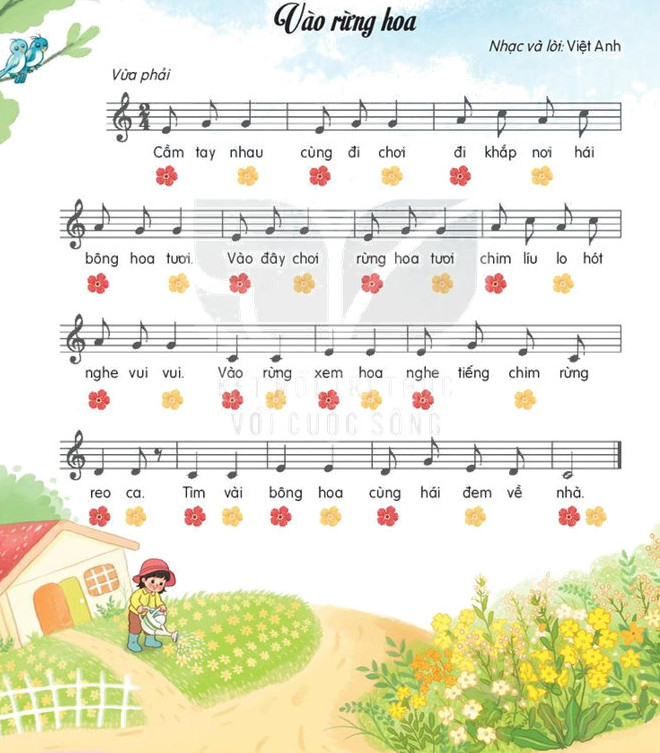 Vào rừng hoa
Nhạc và lời: Việt Anh
Vừa phải
2
4
Cầm tay nhau cùng đi chơi đi khắp nơi hái
bông hoa tươi. Vào đây chơi rừng hoa tươi chim líu lo hót
nghe vui vui. Vào rừng xem hoa nghe tiếng chim rừng
KẾT NỐI TRI THỨC
VỚI CUỘC SỐNG
reo ca. Tìm vài bông hoa cùng hái đem về nhà.